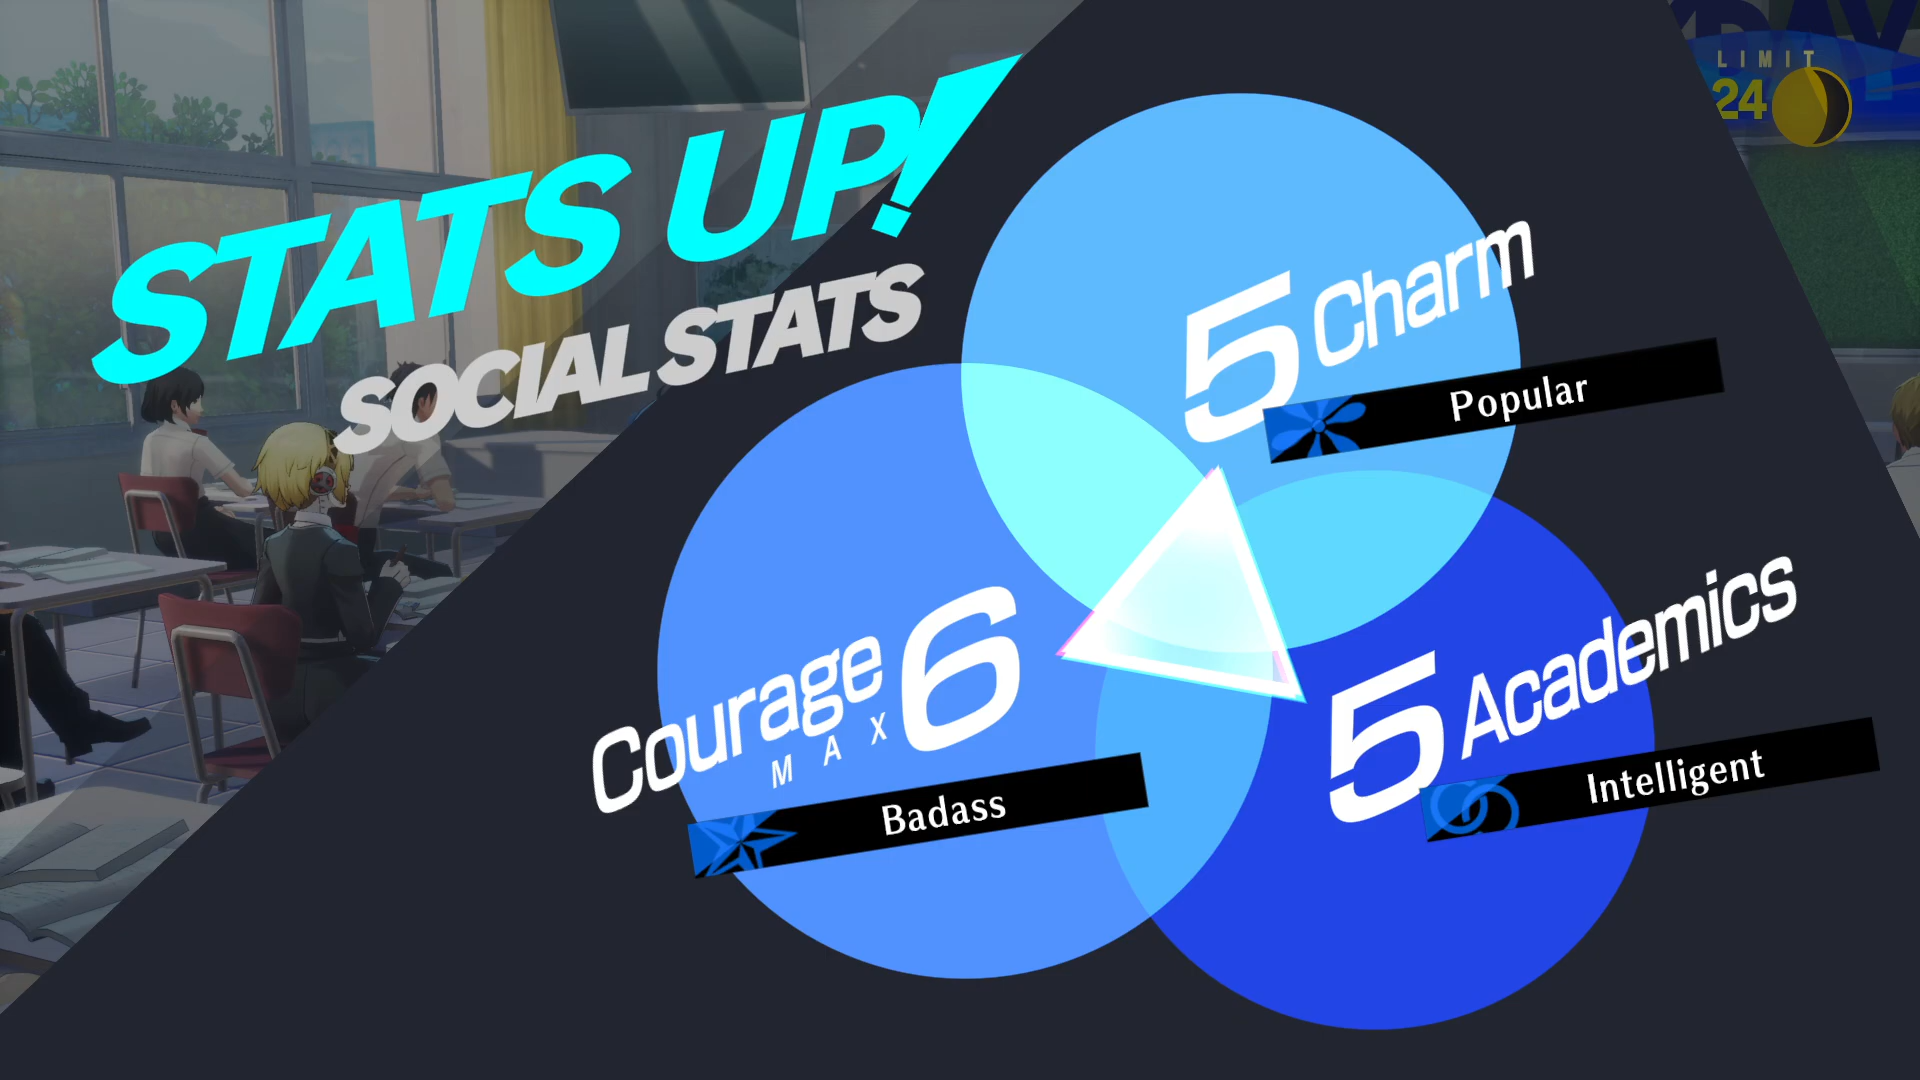 LIMIT
24
STATS UP!
SOCIAL STATS
5 Charm
Popular
Courage 6
MAX
Badass
5 Academics
Intelligent